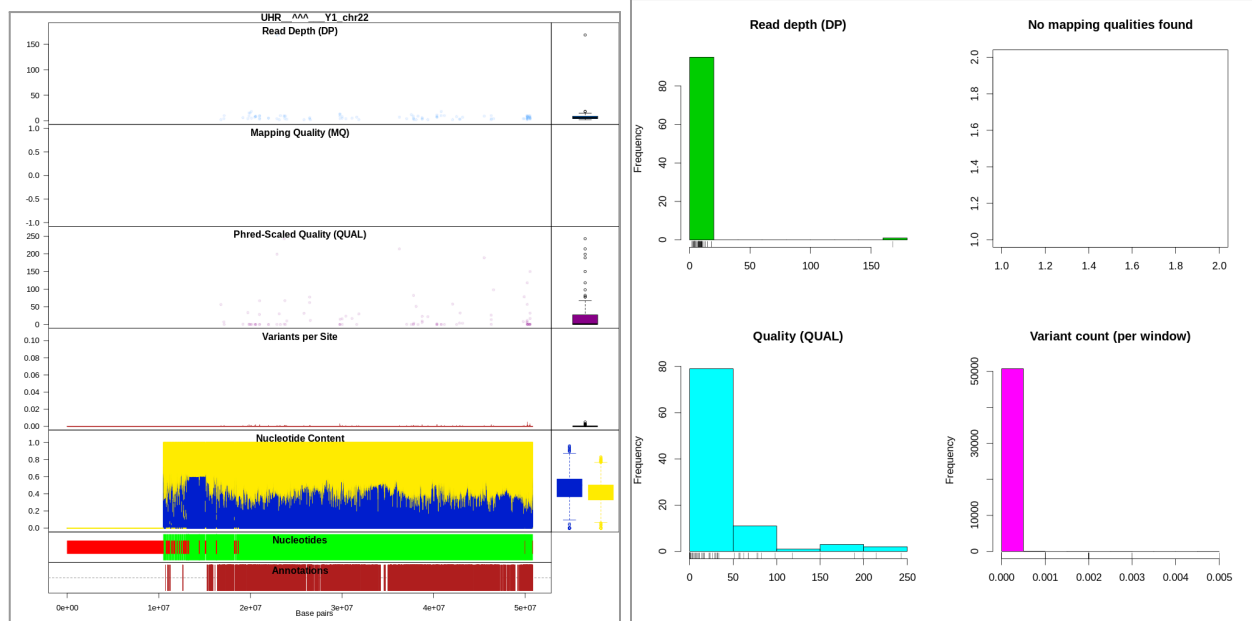 UHR__^^^___Y1_chr22
Read Depth (DP)
150
100
50
0
Mapping Quality (MQ)
1.0
0.5
0.0
-0.5
-1.0
Phred-Scaled Quality (QUAL)
250
200
150
100
50
0
Variants per Site
0.10
0.08
0.06
0.04
0.02
0.00
Nucleotide Content
1.0
0.8
0.6
0.4
0.2
0.0
Nucleotides
Annotations
0e+00 1e+07 2e+07 3e+07 4e+07 5e+07
Base pairs
Read depth (DP)
Frequency
80
60
40
20
0
0 50 100 150
No mapping qualities found
2.0
1.8
1.6
1.4
1.2
1.0
1.0 1.2 1.4 1.6 1.8 2.0
Quality (QUAL)
Frequency
80
60
40
20
0
0 50 100 150 200 250
Variant count (per window)
Frequency
50000
30000
10000
0
0.000 0.001 0.002 0.003 0.004 0.005